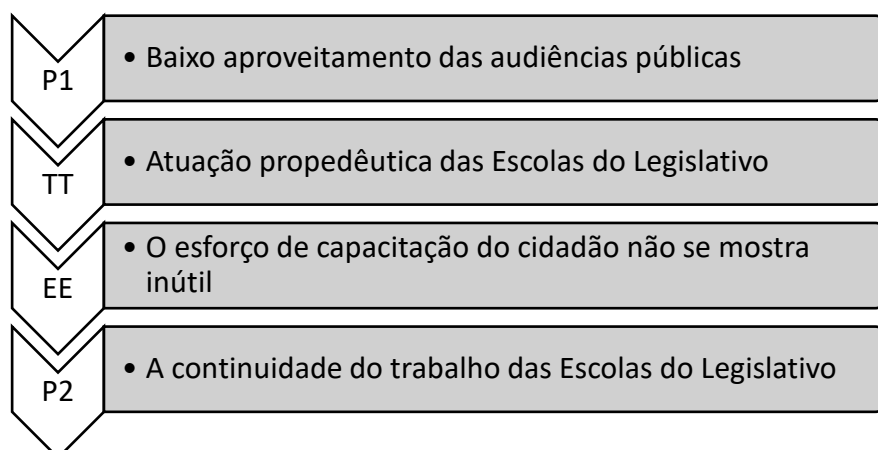 P1
• Baixo aproveitamento das audiências públicas
TT
• Atuação propedêutica das Escolas do Legislativo
EE
• O esforço de capacitação do cidadão não se mostra
inútil
P2
• A continuidade do trabalho das Escolas do Legislativo